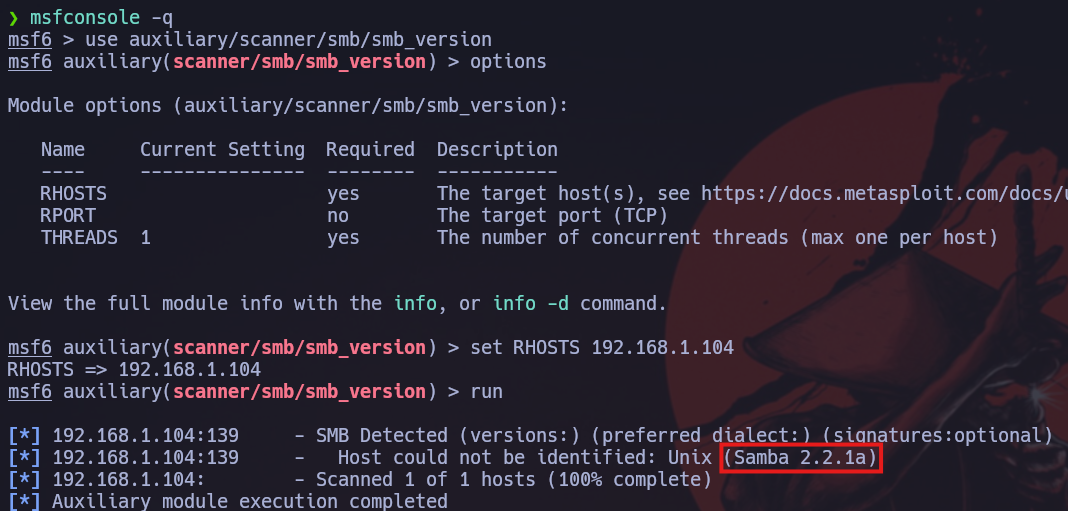 ❯ msfconsole -q
msf6 > use auxiliary/scanner/smb/smb_version
msf6 auxiliary(scanner/smb/smb_version) > options
Module options (auxiliary/scanner/smb/smb_version):
Name     Current Setting  Required  Description
----     ---------------  --------  -----------
RHOSTS                    yes       The target host(s), see https://docs.metasploit.com/docs/
RPORT                     no        The target port (TCP)
THREADS  1                yes       The number of concurrent threads (max one per host)
View the full module info with the info, or info -d command.
msf6 auxiliary(scanner/smb/smb_version) > set RHOSTS 192.168.1.104
RHOSTS => 192.168.1.104
msf6 auxiliary(scanner/smb/smb_version) > run
[*] 192.168.1.104:139     - SMB Detected (versions:) (preferred dialect:) (signatures:optional)
[*] 192.168.1.104:139     -   Host could not be identified: Unix (Samba 2.2.1a)
[*] 192.168.1.104:        - Scanned 1 of 1 hosts (100% complete)
[*] Auxiliary module execution completed